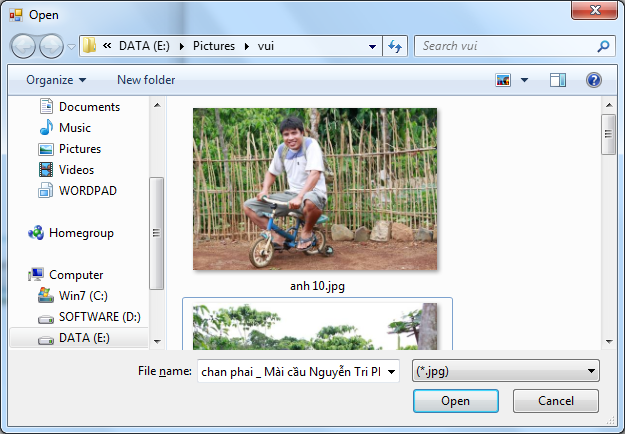 Open
« DATA (E:) ▸ Pictures ▸ vui
Search vui
Organize
New folder
Documents
Music
Pictures
Videos
WORDPAD
Homegroup
Computer
Win7 (C:)
SOFTWARE (D:)
DATA (E:)
anh 10.jpg
File name: chan phai _ Mài cầu Nguyễn Tri Pl
(*.jpg)
Open
Cancel